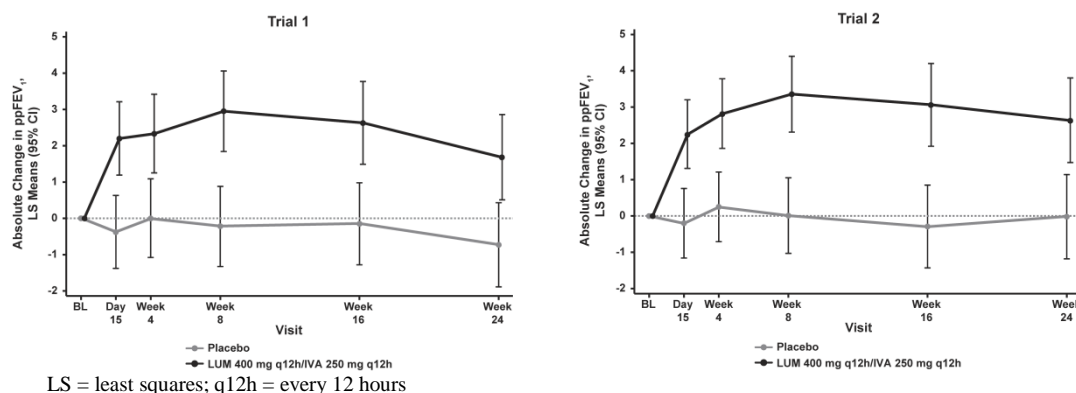 Trial 1
Absolute Change in ppFEV₁,
LS Means (95% CI)
5
4
3
2
1
0
-1
-2
BL
Day
15
Week
4
Week
8
Week
16
Week
24
Visit
Placebo
LUM 400 mg q12h/IVA 250 mg q12h
Trial 2
Absolute Change in ppFEV₁,
LS Means (95% CI)
5
4
3
2
1
0
-1
-2
BL
Day
15
Week
4
Week
8
Week
16
Week
24
Visit
Placebo
LUM 400 mg q12h/IVA 250 mg q12h
LS = least squares; q12h = every 12 hours